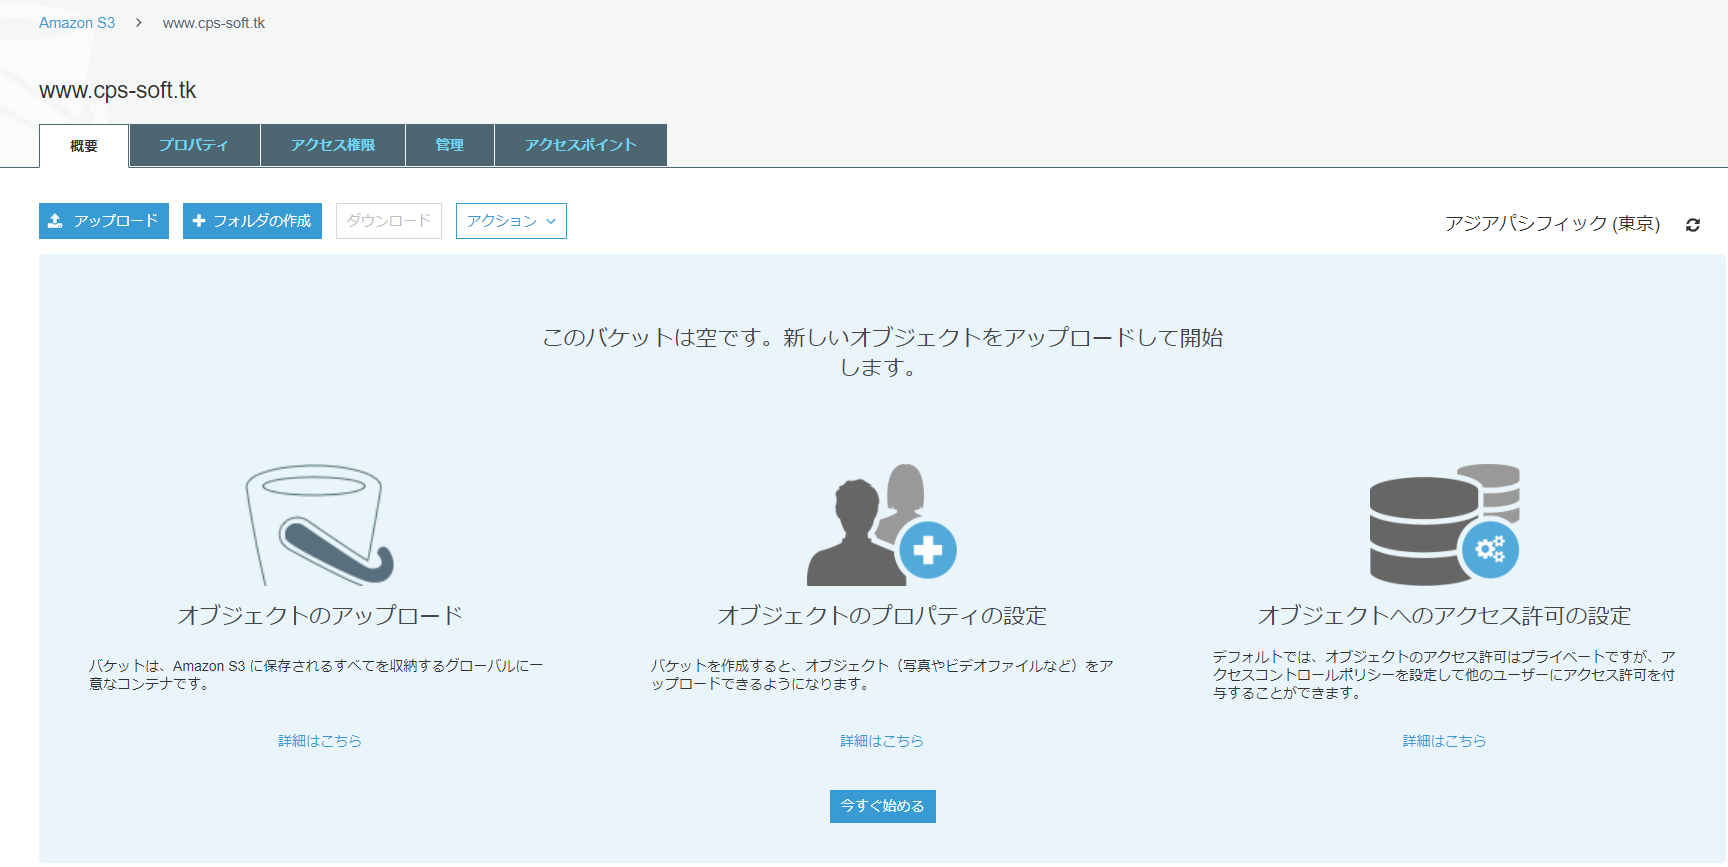 Amazon S3 > www.cps-soft.tk
www.cps-soft.tk
概要 プロパティ アクセス権限 管理 アクセスポイント
アップロード フォルダの作成 ダウンロード アクション
アジアパシフィック (東京)
このバケットは空です。新しいオブジェクトをアップロードして開始
します。
オブジェクトのアップロード
バケットは、Amazon S3 に保存されるすべてを収納するグローバルに一
意なコンテナです。
詳細はこちら
オブジェクトのプロパティの設定
バケットを作成すると、オブジェクト（写真やビデオファイルなど）をア
ップロードできるようになります。
詳細はこちら
オブジェクトへのアクセス許可の設定
デフォルトでは、オブジェクトのアクセス許可はプライベートですが、ア
クセスコントロールポリシーを設定して他のユーザーにアクセス許可を付
与することができます。
詳細はこちら
今すぐ始める